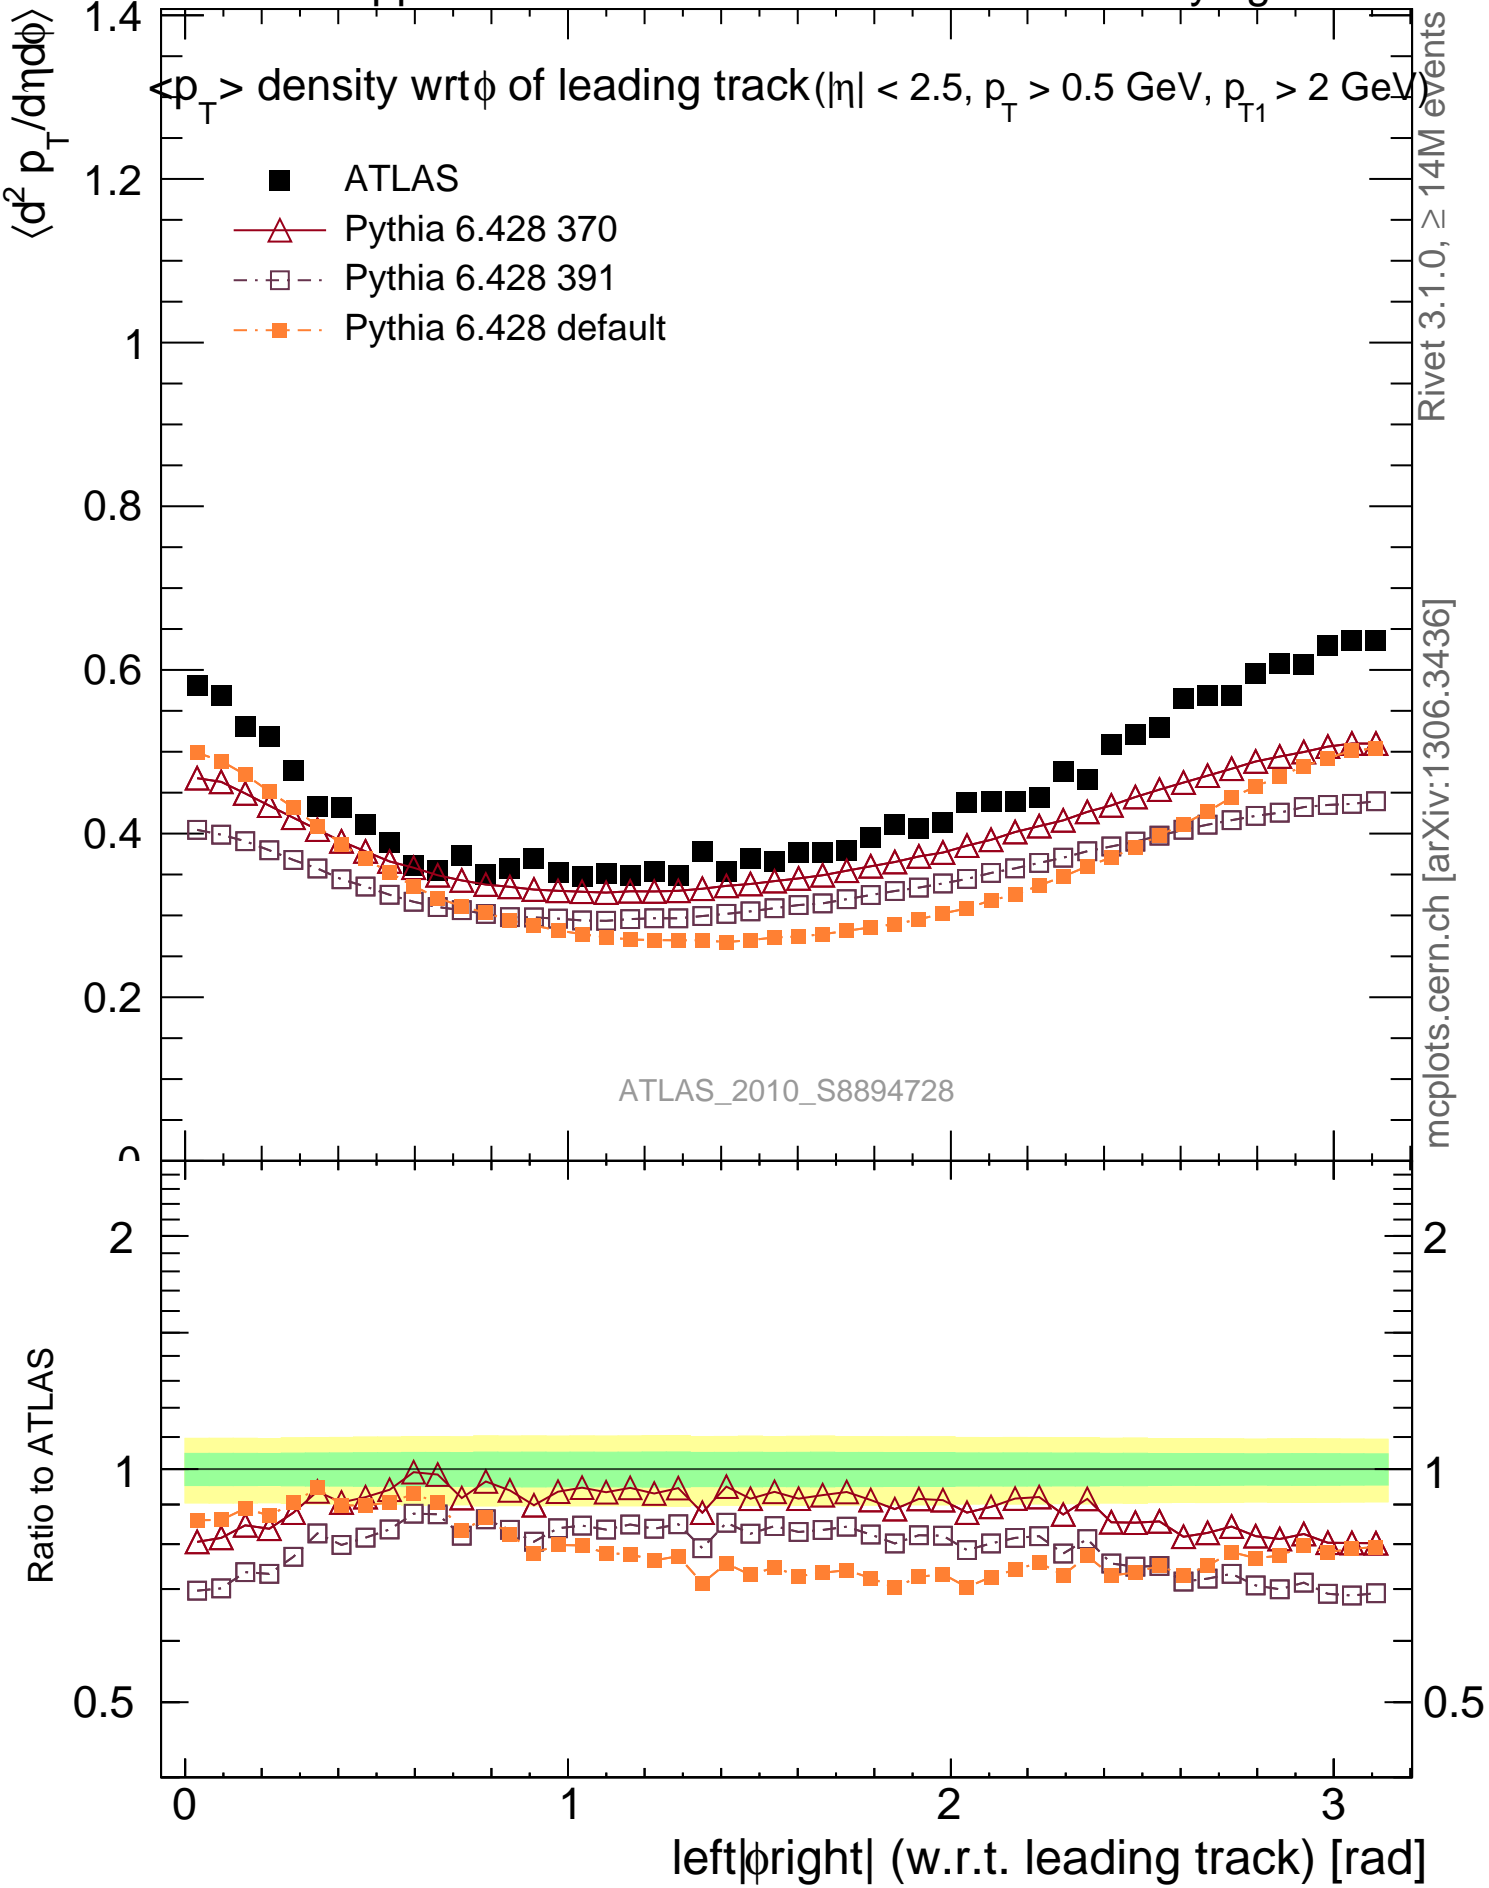 <p_T> density wrt ϕ of leading track (|η| < 2.5, p_T > 0.5 GeV, p_T1 > 2 GeV)
⟨d² p_T/dηdϕ⟩
ATLAS
Pythia 6.428 370
Pythia 6.428 391
Pythia 6.428 default
1.4
1.2
1
0.8
0.6
0.4
0.2
0
ATLAS_2010_S8894728
Rivet 3.1.0, ≥ 14M events
mcplots.cern.ch [arXiv:1306.3436]
Ratio to ATLAS
2
1
0.5
2
1
0.5
0 1 2 3
left|ϕright| (w.r.t. leading track) [rad]